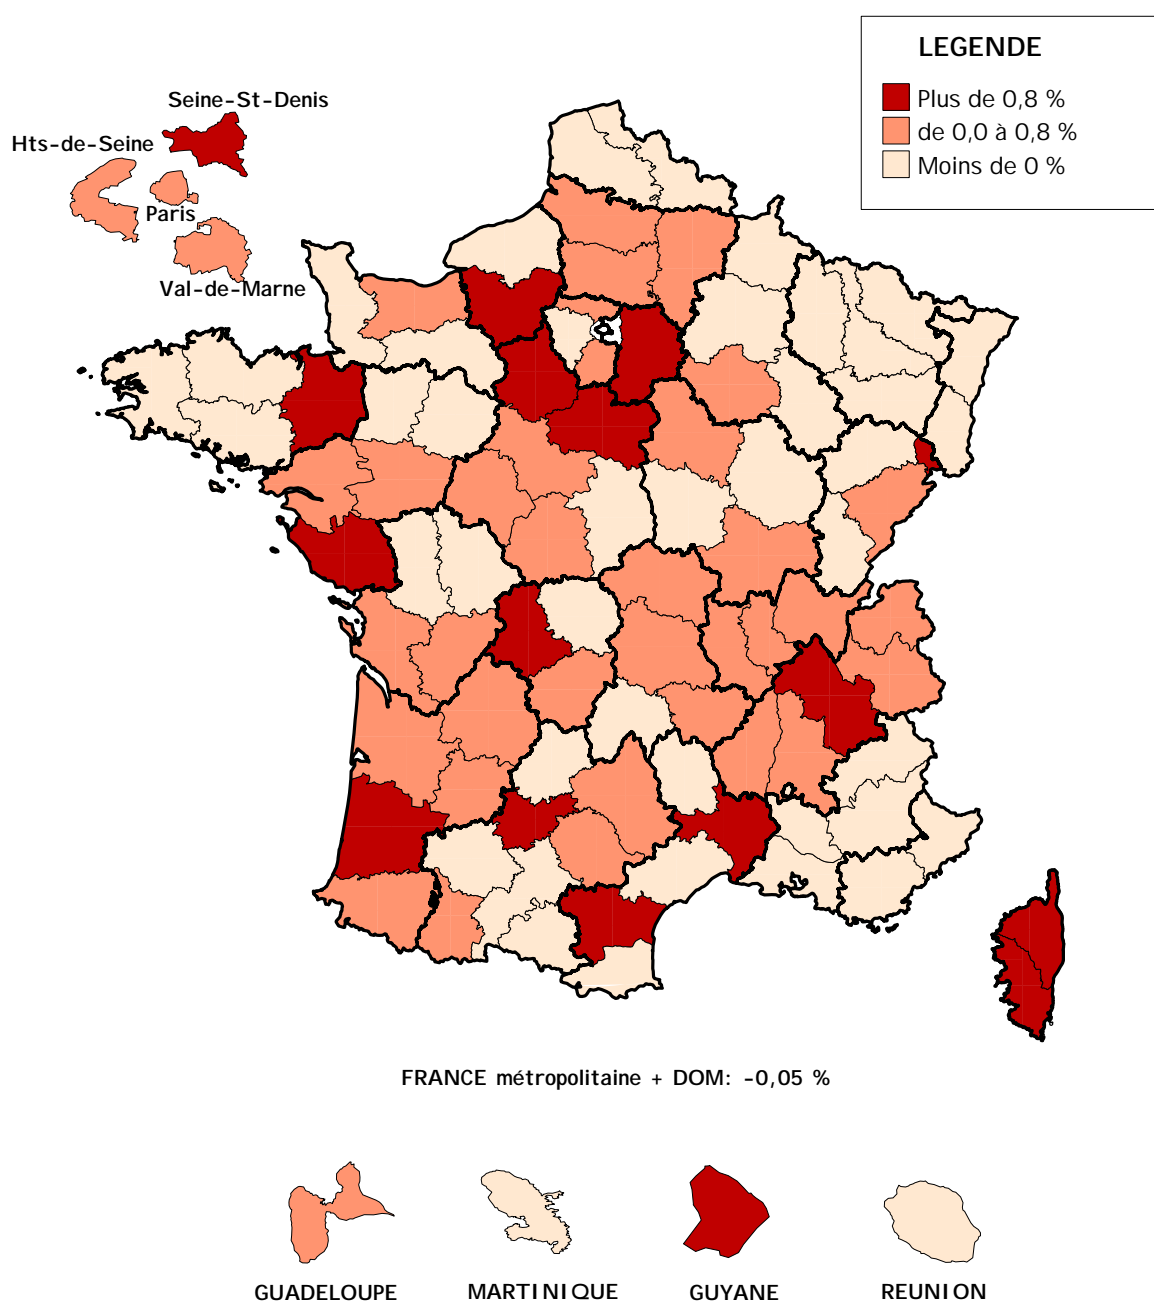 LEGENDE
Plus de 0,8 %
de 0,0 à 0,8 %
Moins de 0 %
Seine-St-Denis
Hts-de-Seine
Paris
Val-de-Marne
FRANCE métropolitaine + DOM: -0,05 %
GUADELOUPE MARTINIQUE GUYANE REUNION